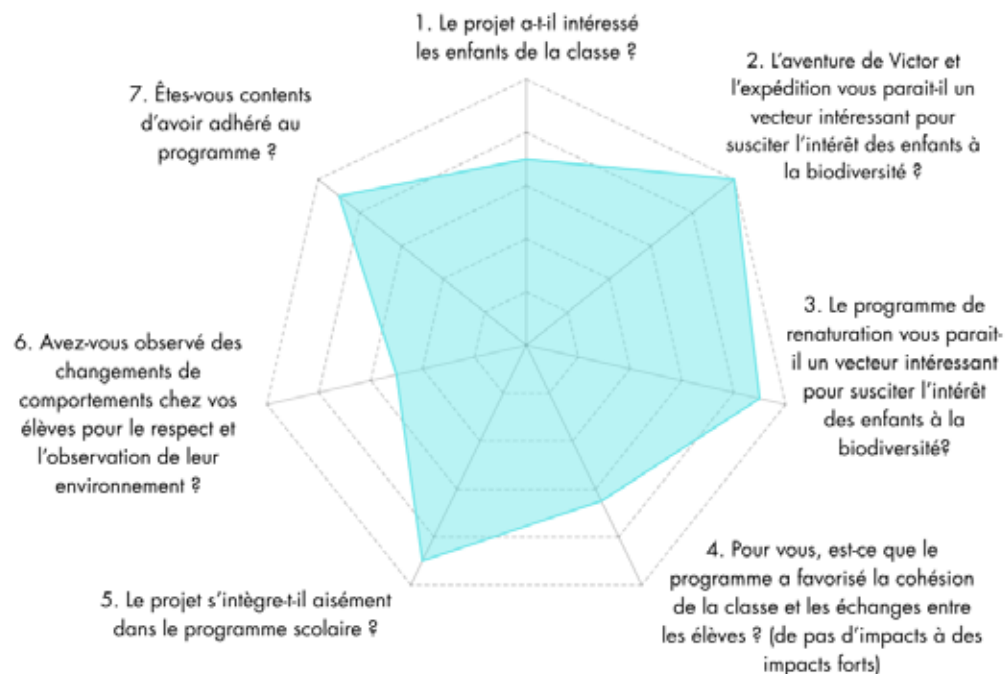 1. Le projet a-t-il intéressé
les enfants de la classe ?
2. L'aventure de Victor et
l'expédition vous parait-il un
vecteur intéressant pour
susciter l'intérêt des enfants à
la biodiversité ?
3. Le programme de
renaturation vous parait-
il un vecteur intéressant
pour susciter l'intérêt
des enfants à la
biodiversité?
4. Pour vous, est-ce que le
programme a favorisé la cohésion
de la classe et les échanges entre
les élèves ? (de pas d'impacts à des
impacts forts)
5. Le projet s'intègre-t-il aisément
dans le programme scolaire ?
6. Avez-vous observé des
changements de
comportements chez vos
élèves pour le respect et
l'observation de leur
environnement ?
7. Êtes-vous contents
d'avoir adhéré au
programme ?